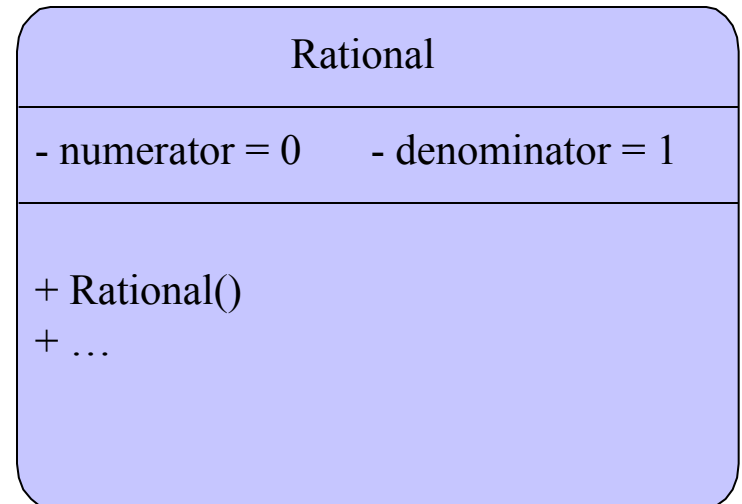 Rational
- numerator = 0 - denominator = 1
+ Rational()
+ …